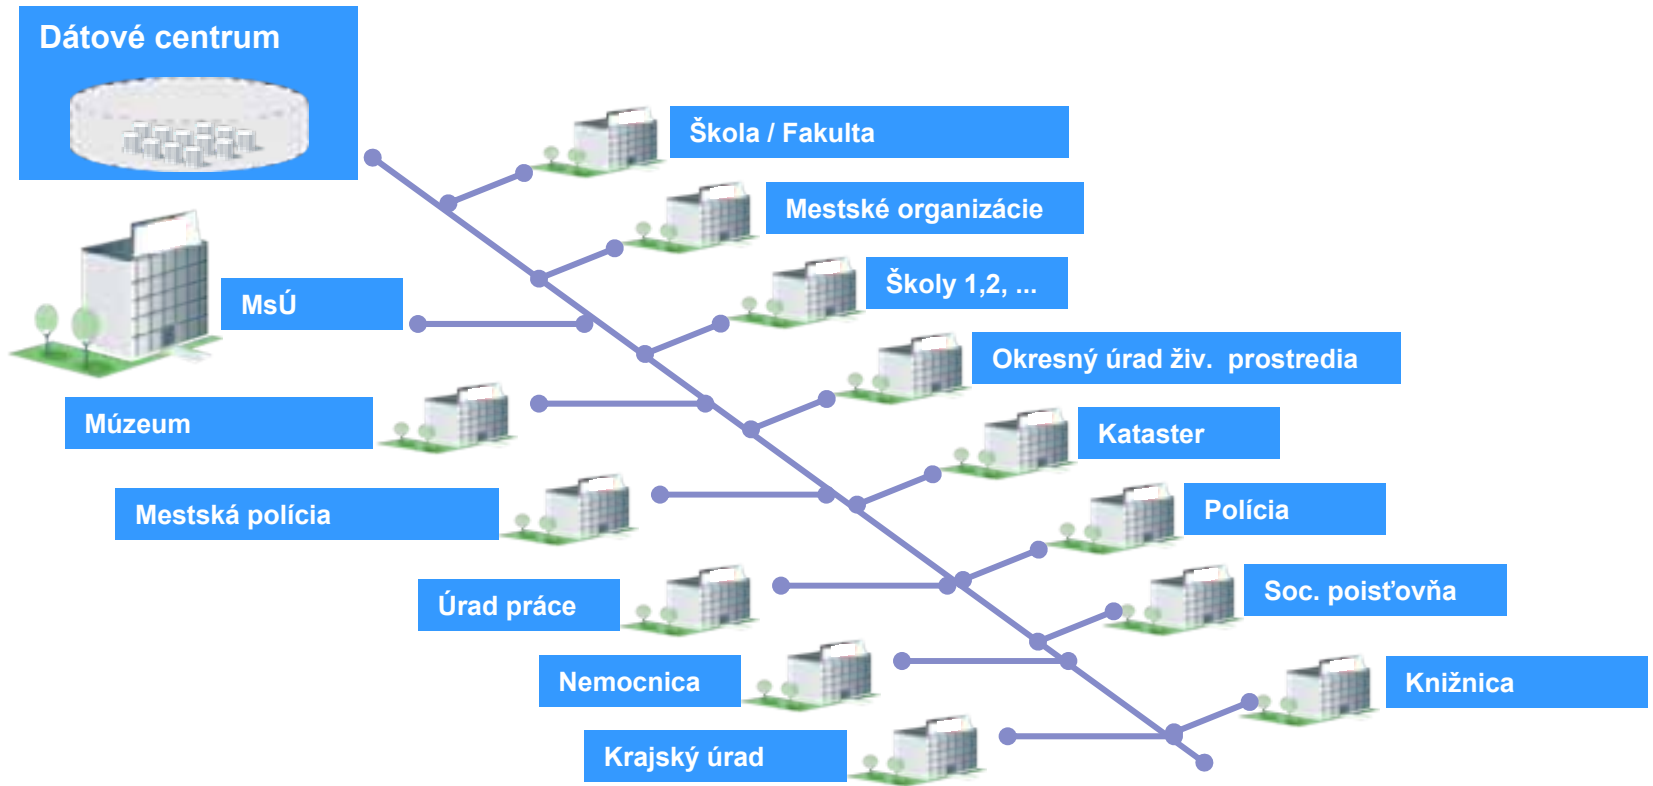 Dátové centrum
Škola / Fakulta
Mestské organizácie
Školy 1,2, ...
MsÚ
Okresný úrad živ.  prostredia
Múzeum
Kataster
Mestská polícia
Polícia
Úrad práce
Soc. poisťovňa
Nemocnica
Knižnica
Krajský úrad